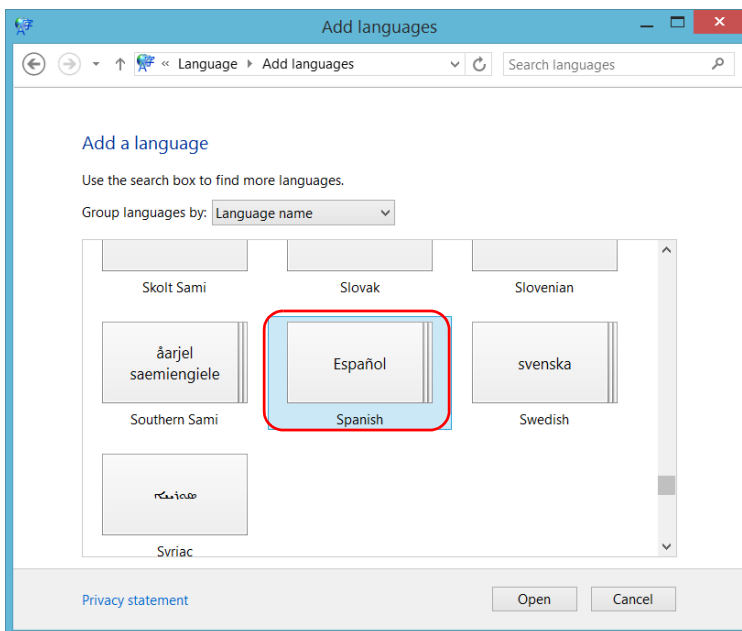 Add languages
« Language Add languages
Search languages
Add a language
Use the search box to find more languages.
Group languages by: Language name
Skolt Sami
Slovak
Slovenian
åarjel
saemiengiele
Español
svenska
Southern Sami
Spanish
Swedish
ܣܘܪܝܝܐ
Syriac
Privacy statement
Open
Cancel